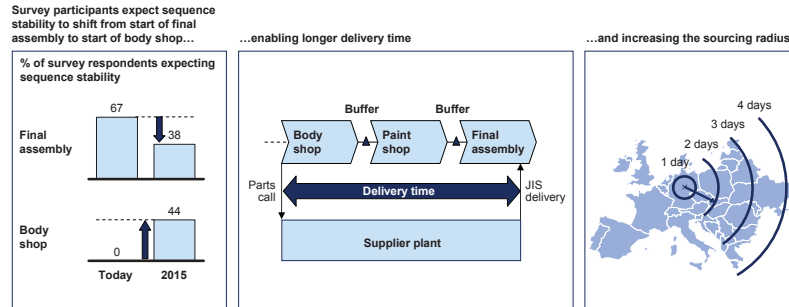 Survey participants expect sequence
stability to shift from start of final
assembly to start of body shop…
…enabling longer delivery time
…and increasing the sourcing radius
% of survey respondents expecting
sequence stability
67
Final
assembly
38
Body
shop
0
44
Today
2015
Buffer
Buffer
Body
shop
Paint
shop
Final
assembly
Parts
call
Delivery time
JIS
delivery
Supplier plant
4 days
3 days
2 days
1 day